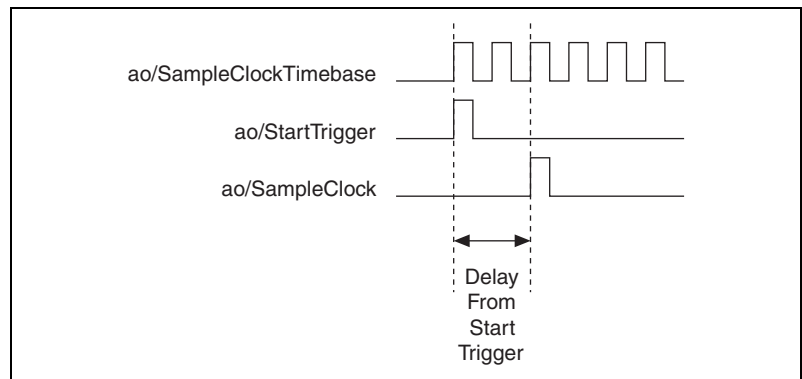 ao/SampleClockTimebase
ao/StartTrigger
ao/SampleClock
Delay
From
Start
Trigger